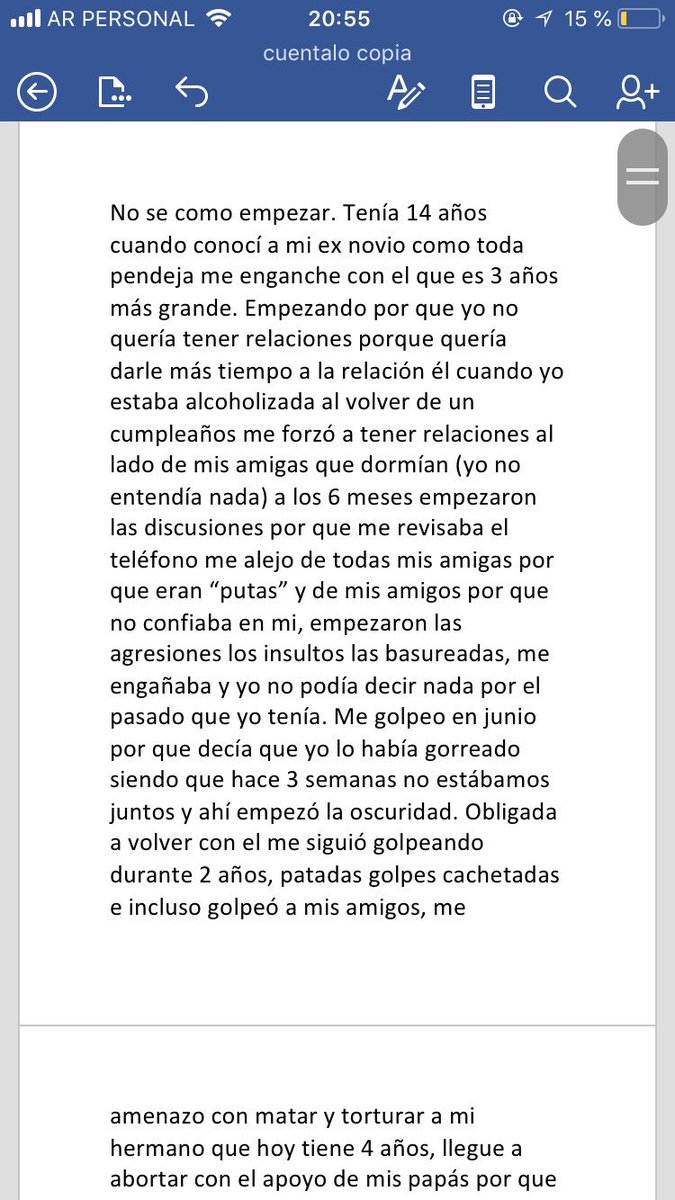 AR PERSONAL 20:55 15 %
cuentalo copia
No se como empezar. Tenía 14 años
cuando conocí a mi ex novio como toda
pendeja me enganche con el que es 3 años
más grande. Empezando por que yo no
quería tener relaciones porque quería
darle más tiempo a la relación él cuando yo
estaba alcoholizada al volver de un
cumpleaños me forzó a tener relaciones al
lado de mis amigas que dormían (yo no
entendía nada) a los 6 meses empezaron
las discusiones por que me revisaba el
teléfono me alejo de todas mis amigas por
que eran “putas” y de mis amigos por que
no confiaba en mi, empezaron las
agresiones los insultos las basureadas, me
engañaba y yo no podía decir nada por el
pasado que yo tenía. Me golpeo en junio
por que decía que yo lo había gorreado
siendo que hace 3 semanas no estábamos
juntos y ahí empezó la oscuridad. Obligada
a volver con el me siguió golpeando
durante 2 años, patadas golpes cachetadas
e incluso golpeó a mis amigos, me
amenazo con matar y torturar a mi
hermano que hoy tiene 4 años, llegue a
abortar con el apoyo de mis papás por que